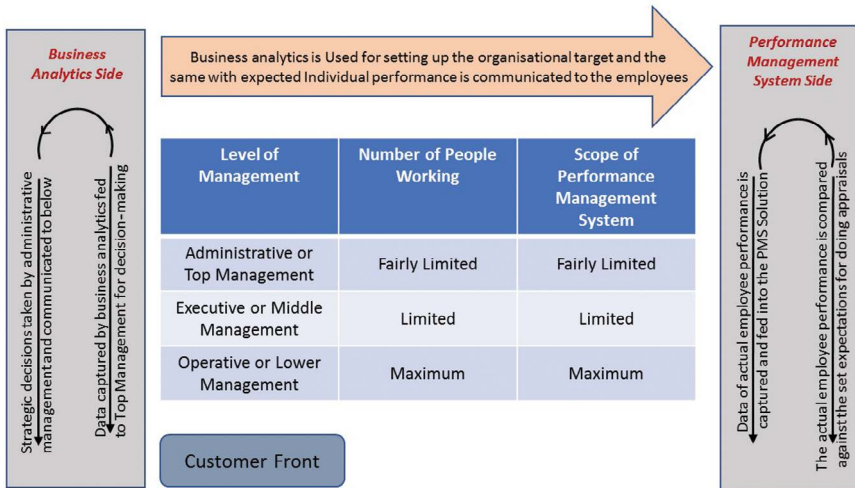 Business
Analytics Side
Strategic decisions taken by administrative
management and communicated to below
Data captured by business analytics fed
to Top Management for decision-making
Business analytics is Used for setting up the organisational target and the
same with expected Individual performance is communicated to the employees
Level of
Management
Number of People
Working
Scope of
Performance
Management
System
Administrative or
Top Management
Fairly Limited
Fairly Limited
Executive or Middle
Management
Limited
Limited
Operative or Lower
Management
Maximum
Maximum
Customer Front
Performance
Management
System Side
Data of actual employee performance is
captured and fed into the PMS Solution
The actual employee performance is compared
against the set expectations for doing appraisals